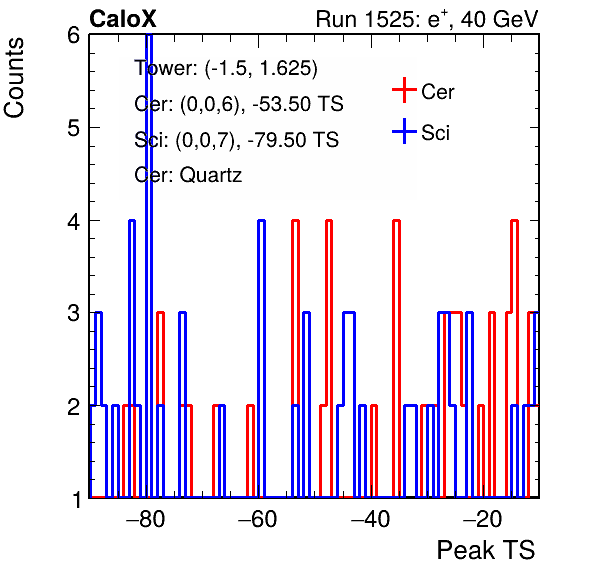 CaloX Run 1525: e⁺, 40 GeV
Counts
6
Tower: (-1.5, 1.625)
Cer: (0,0,6), -53.50 TS
Cer
5
Sci: (0,0,7), -79.50 TS
Sci
Cer: Quartz
4
3
2
1
−80 −60 −40 −20
Peak TS